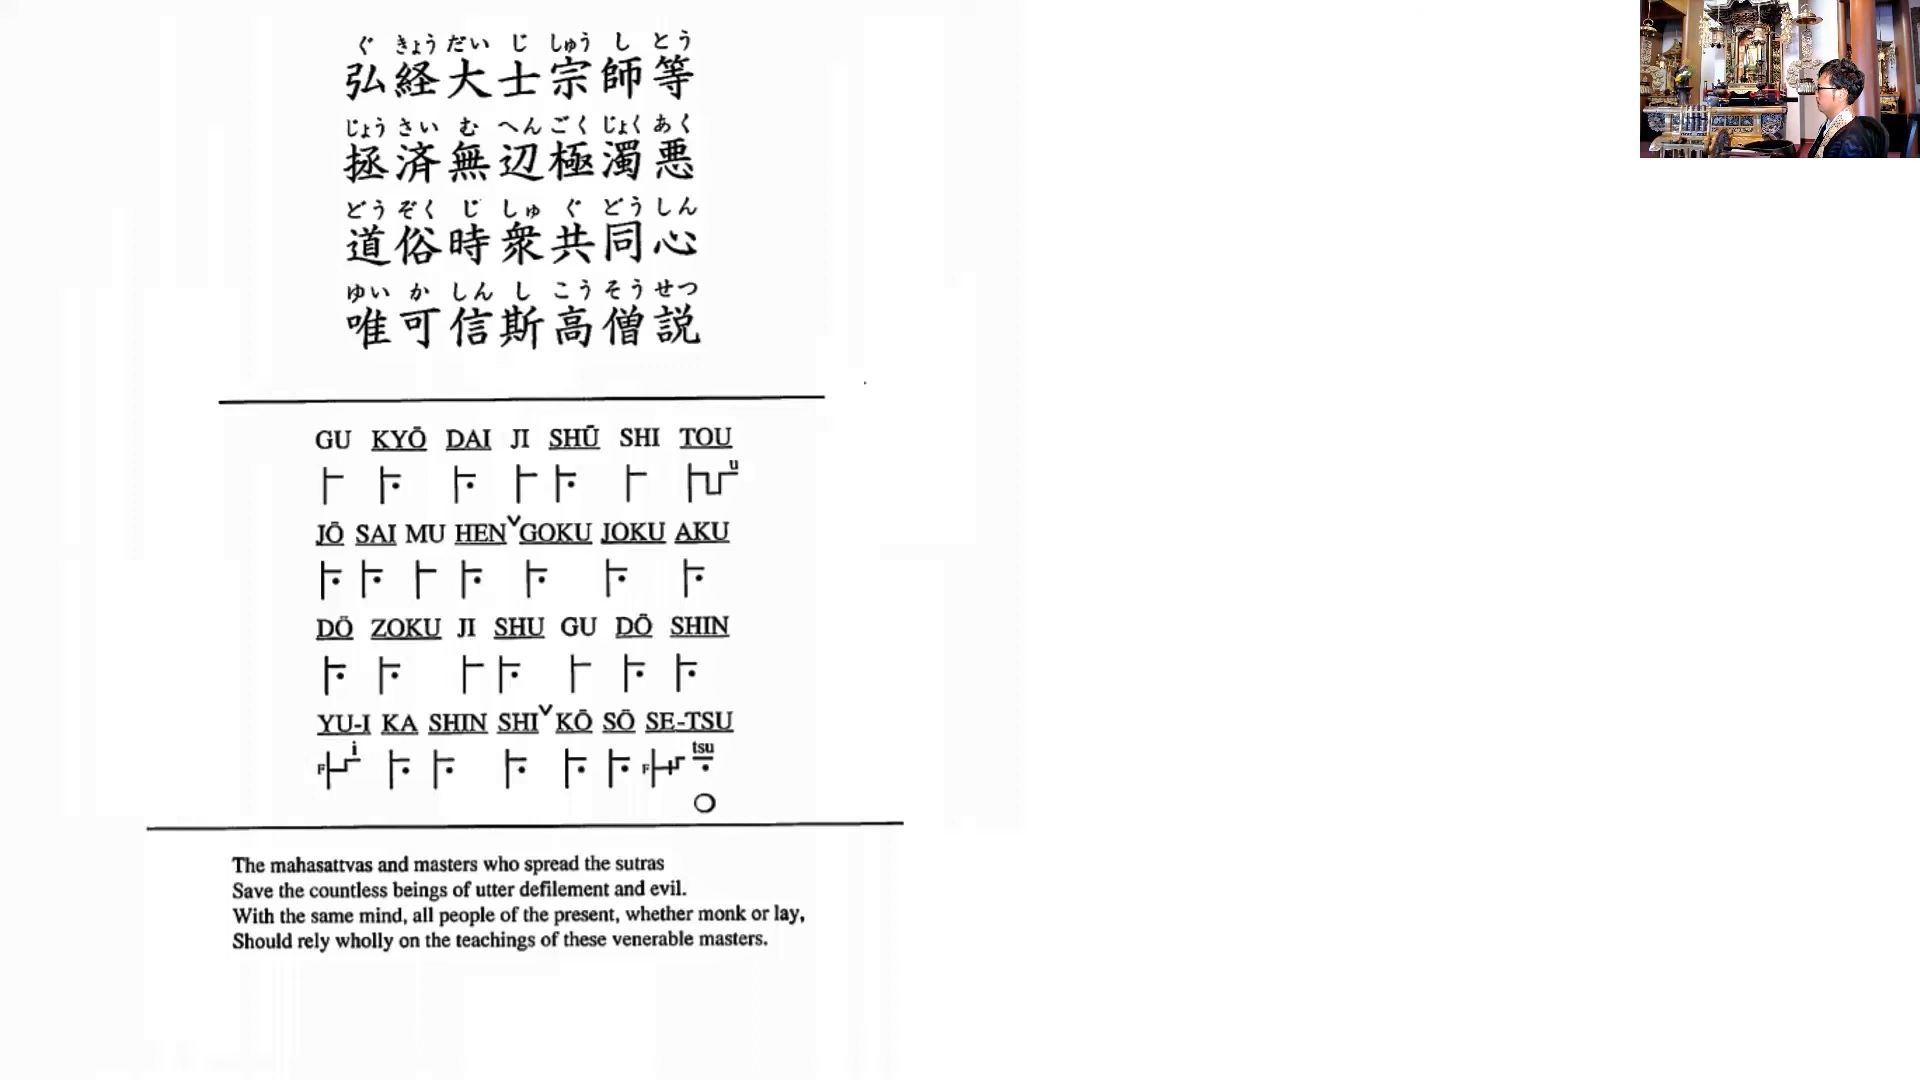 ぐ きょう だい じ しゅう し とう
弘経大士宗師等
じょう さい む へん ごく じょく あく
拯済無辺極濁悪
どう ぞく じ しゅ ぐ どう しん
道俗時衆共同心
ゆい か しん し こう そう せつ
唯可信斯高僧説
GU KYŌ DAI JI SHŪ SHI TOU
u
JŌ SAI MU HEN ˅ GOKU JOKU AKU
DŌ ZOKU JI SHU GU DŌ SHIN
YU-I KA SHIN SHI ˅ KŌ SŌ SE-TSU
F i F tsu
The mahasattvas and masters who spread the sutras
Save the countless beings of utter defilement and evil.
With the same mind, all people of the present, whether monk or lay,
Should rely wholly on the teachings of these venerable masters.